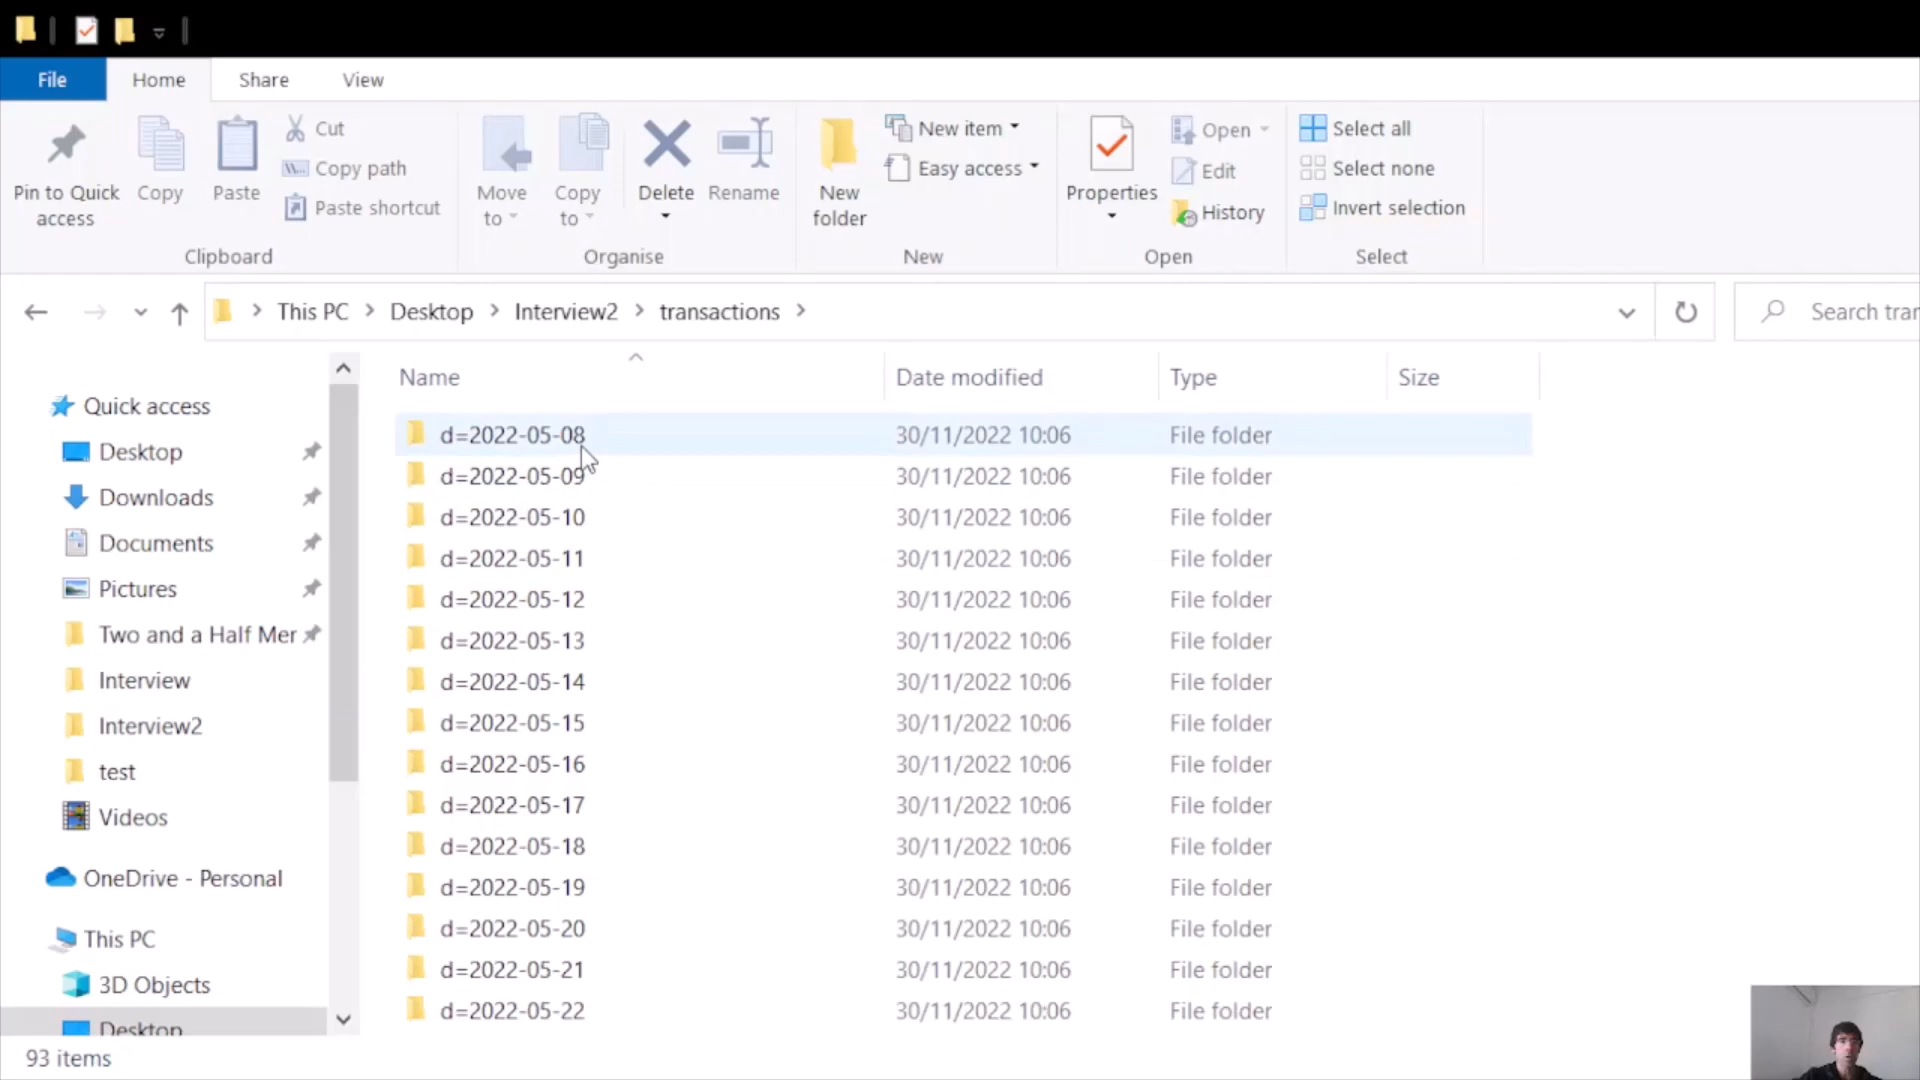 File Home Share View
Pin to Quick access
Copy
Paste
Cut
Copy path
Paste shortcut
Clipboard
Move to
Copy to
Delete
Rename
Organise
New folder
New item
Easy access
New
Properties
Open
Edit
History
Open
Select all
Select none
Invert selection
Select
This PC > Desktop > Interview2 > transactions >
Search trar
Quick access
Desktop
Downloads
Documents
Pictures
Two and a Half Mer
Interview
Interview2
test
Videos
OneDrive - Personal
This PC
3D Objects
Desktop
Name Date modified Type Size
d=2022-05-08 30/11/2022 10:06 File folder
d=2022-05-09 30/11/2022 10:06 File folder
d=2022-05-10 30/11/2022 10:06 File folder
d=2022-05-11 30/11/2022 10:06 File folder
d=2022-05-12 30/11/2022 10:06 File folder
d=2022-05-13 30/11/2022 10:06 File folder
d=2022-05-14 30/11/2022 10:06 File folder
d=2022-05-15 30/11/2022 10:06 File folder
d=2022-05-16 30/11/2022 10:06 File folder
d=2022-05-17 30/11/2022 10:06 File folder
d=2022-05-18 30/11/2022 10:06 File folder
d=2022-05-19 30/11/2022 10:06 File folder
d=2022-05-20 30/11/2022 10:06 File folder
d=2022-05-21 30/11/2022 10:06 File folder
d=2022-05-22 30/11/2022 10:06 File folder
93 items